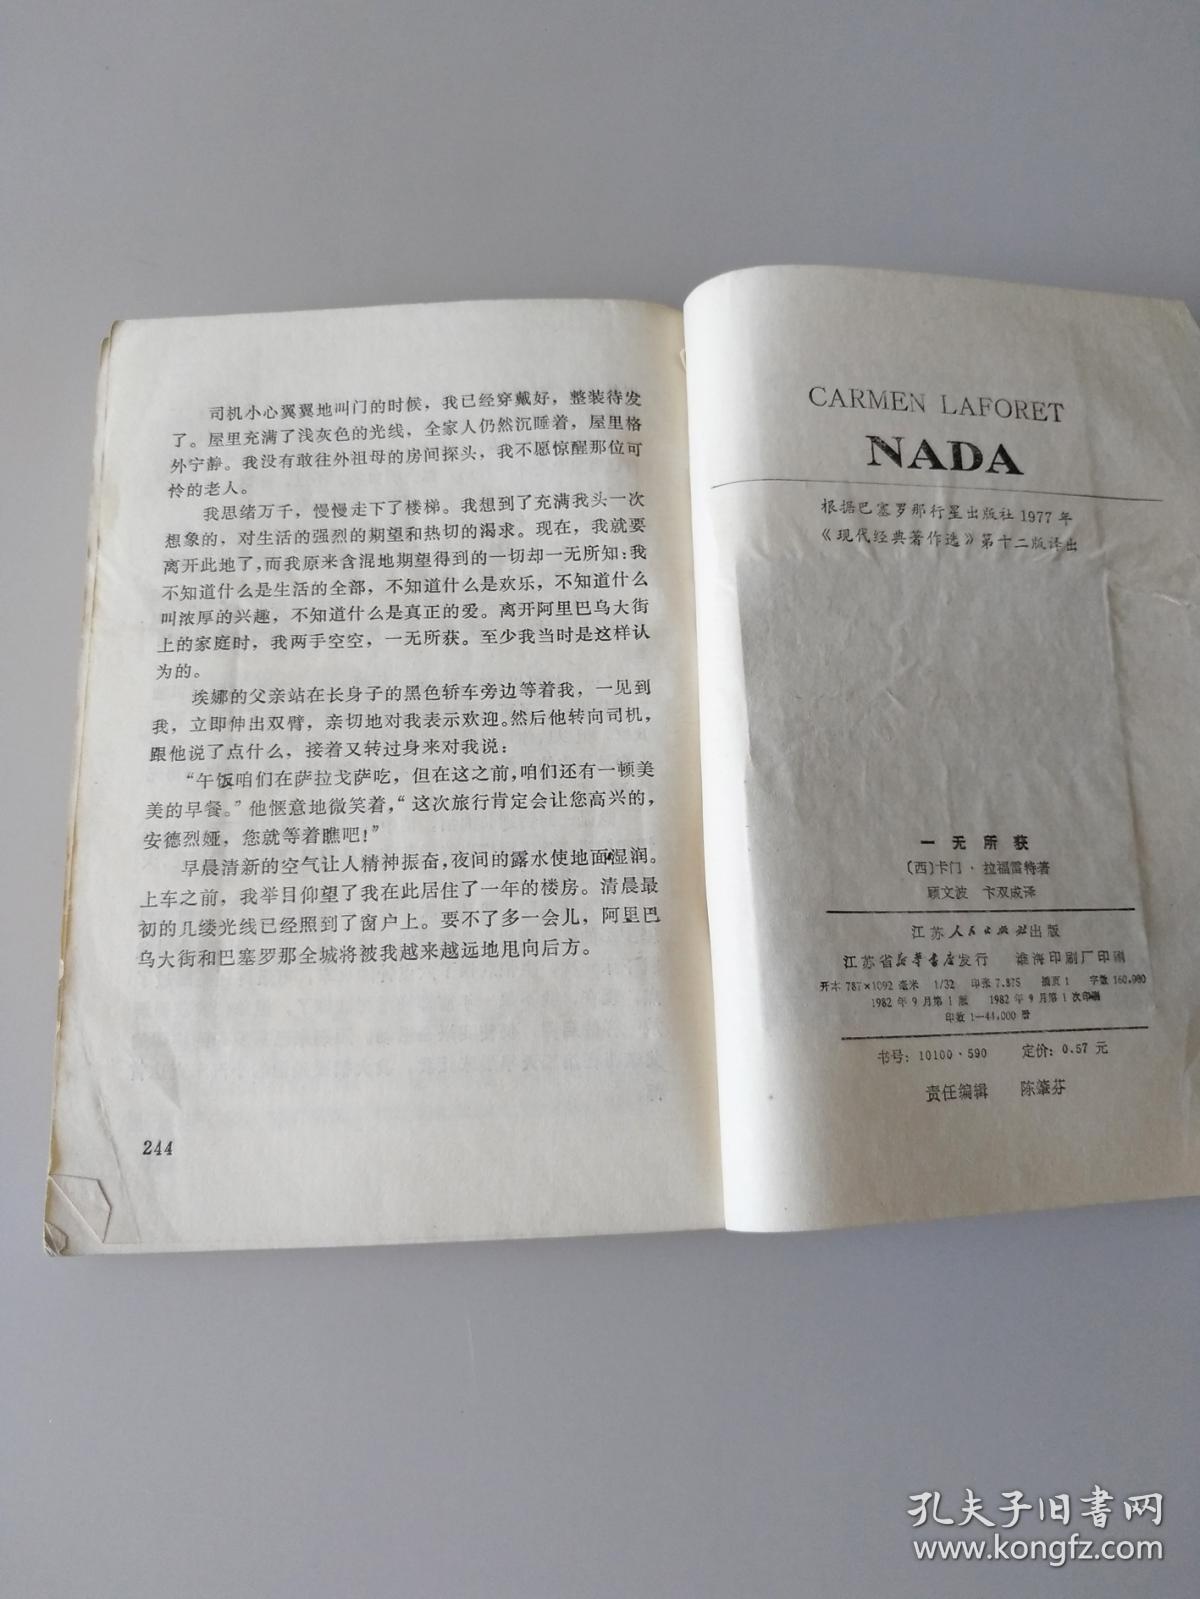 司机小心翼翼地叫门的时候，我已经穿戴好，整装待发
了。屋里充满了浅灰色的光线，全家人仍然沉睡着，屋里格
外宁静。我没有敢往外祖母的房间探头，我不愿惊醒那位可
怜的老人。
我思绪万千，慢慢走下了楼梯。我想到了充满我头一次
想象的，对生活的强烈的期望和热切的渴求。现在，我就要
离开此地了，而我原来含混地期望得到的一切却一无所知：我
不知道什么是生活的全部，不知道什么是欢乐，不知道什么
叫浓厚的兴趣，不知道什么是真正的爱。离开阿里巴乌大街
上的家庭时，我两手空空，一无所获。至少我当时是这样认
为的。
埃娜的父亲站在长身子的黑色轿车旁边等着我，一见到
我，立即伸出双臂，亲切地对我表示欢迎。然后他转向司机，
跟他说了点什么，接着又转过身来对我说：
“午饭咱们在萨拉戈萨吃，但在这之前，咱们还有一顿美
美的早餐。”他惬意地微笑着，“这次旅行肯定会让您高兴的，
安德烈娅，您就等着瞧吧！”
早晨清新的空气让人精神振奋，夜间的露水使地面湿润。
上车之前，我举目仰望了我在此居住了一年的楼房。清晨最
初的几缕光线已经照到了窗户上。要不了多一会儿，阿里巴
乌大街和巴塞罗那全城将被我越来越远地甩向后方。
244
CARMEN LAFORET
NADA
根据巴塞罗那行星出版社1977年
《现代经典著作选》第十二版译出
一无所获
〔西〕卡门·拉福雷特著
顾文波 卞双成译
江苏人民出版社出版
江苏省新华书店发行 淮海印刷厂印刷
开本 787×1092 毫米 1/32 印张 7.875 插页 1 字数 160,000
1982年9月第1版 1982年9月第1次印刷
印数 1—44,000 册
书号：10100·590 定价：0.57 元
责任编辑 陈肇芬
孔夫子旧书网
www.kongfz.com